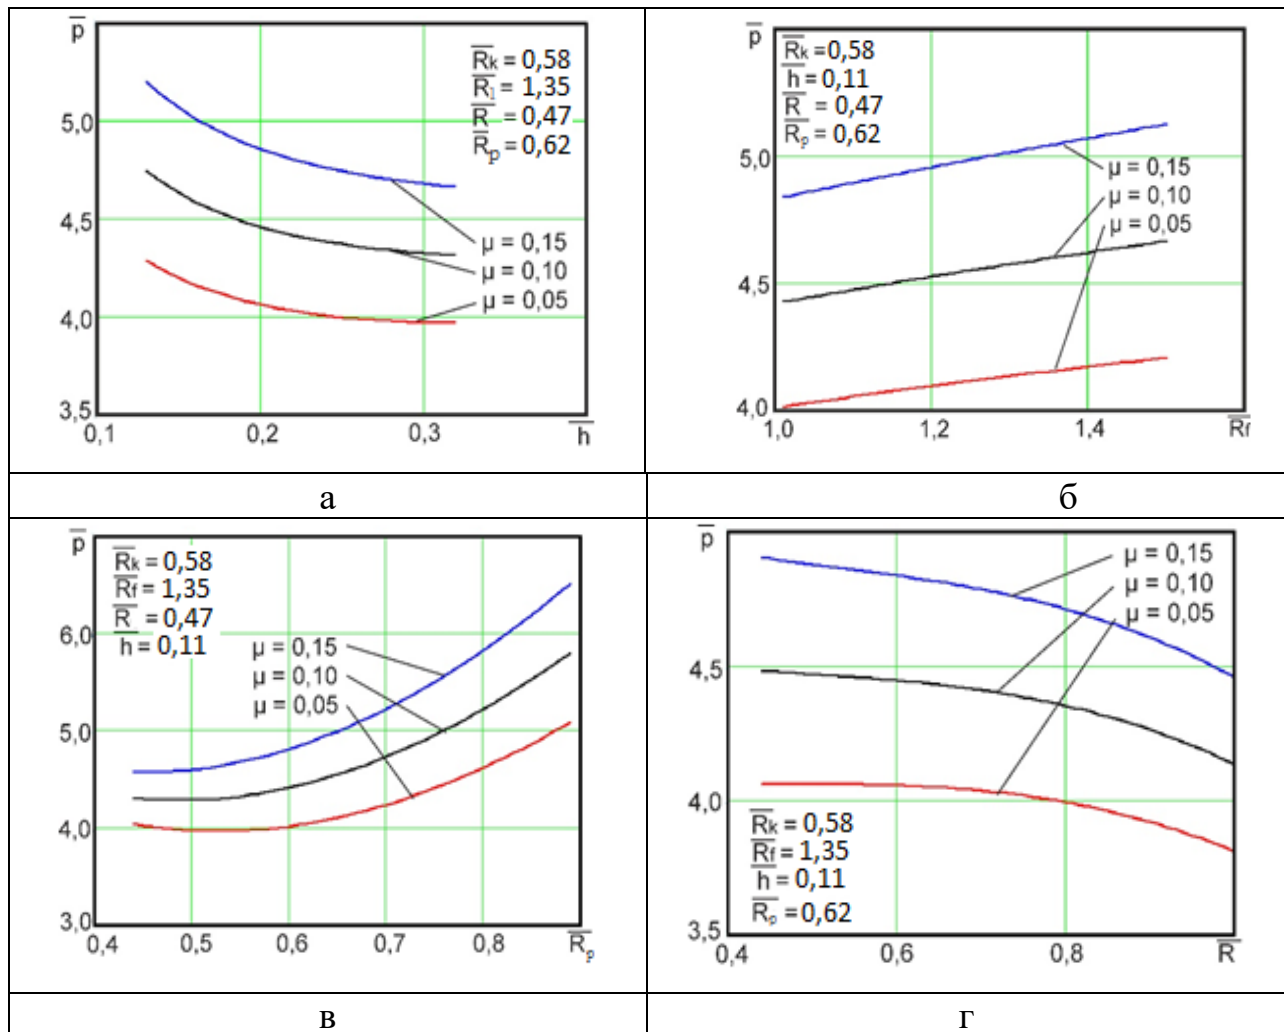 p̅
5,0
4,5
4,0
3,5
0,1
0,2
0,3
h̅
R̅k = 0,58
R̅1 = 1,35
R̅ = 0,47
R̅p = 0,62
μ = 0,15
μ = 0,10
μ = 0,05
p̅
5,0
4,5
4,0
1,0
1,2
1,4
R̅f
R̅k = 0,58
h̅ = 0,11
R̅ = 0,47
R̅p = 0,62
μ = 0,15
μ = 0,10
μ = 0,05
а
б
p̅
6,0
5,0
4,0
3,0
0,4
0,5
0,6
0,7
0,8
R̅p
R̅k = 0,58
R̅f = 1,35
R̅ = 0,47
h̅ = 0,11
μ = 0,15
μ = 0,10
μ = 0,05
p̅
4,5
4,0
3,5
0,4
0,6
0,8
R̅
μ = 0,15
μ = 0,10
μ = 0,05
R̅k = 0,58
R̅f = 1,35
h̅ = 0,11
R̅p = 0,62
в
г